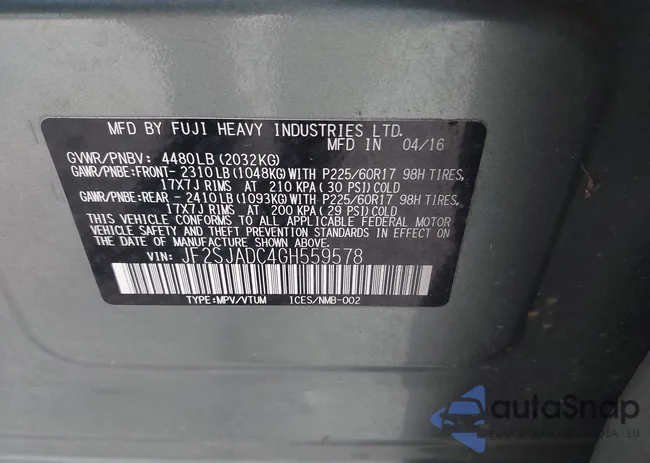 MFD BY FUJI HEAVY INDUSTRIES LTD.
MFD IN 04/16
GVWR/PNBV: 4480LB (2032KG)
GAWR/PNBE:FRONT- 2310LB (1048KG)WITH P225/60R17 98H TIRES,
17X7J RIMS AT 210 KPA( 30 PSI)COLD
GAWR/PNBE:REAR - 2410LB (1093KG)WITH P225/60R17 98H TIRES,
17X7J RIMS AT 200 KPA(29 PSI)COLD
THIS VEHICLE CONFORMS TO ALL APPLICABLE FEDERAL MOTOR
VEHICLE SAFETY AND THEFT PREVENTION STANDARDS IN EFFECT
ON THE DATE OF MANUFACTURE SHOWN ABOVE.
VIN: JF2SJADC4GH559578
TYPE:MPV/VTUM ICES/NMB-002
autoSnap